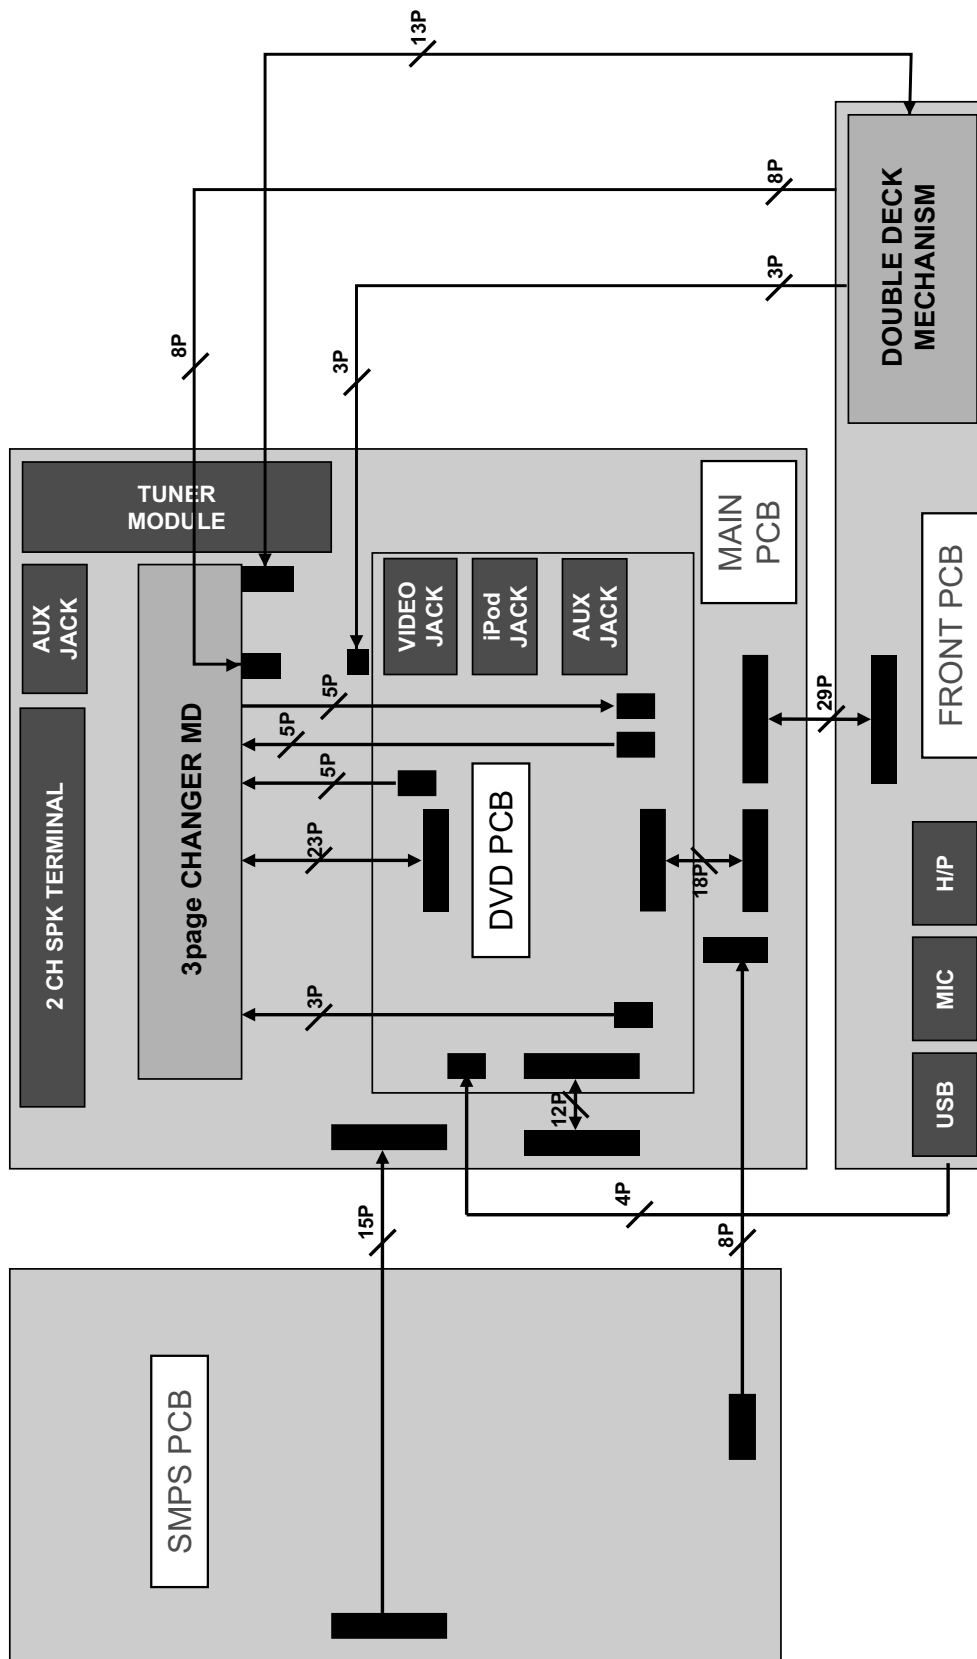 13P
8P
3P
8P
3P
DOUBLE DECK
MECHANISM
TUNER
MODULE
AUX
JACK
VIDEO
JACK
iPod
JACK
AUX
JACK
MAIN
PCB
FRONT PCB
2 CH SPK TERMINAL
3page CHANGER MD
5P
5P
5P
23P
3P
DVD PCB
29P
18P
12P
H/P
MIC
USB
4P
15P
8P
SMPS PCB